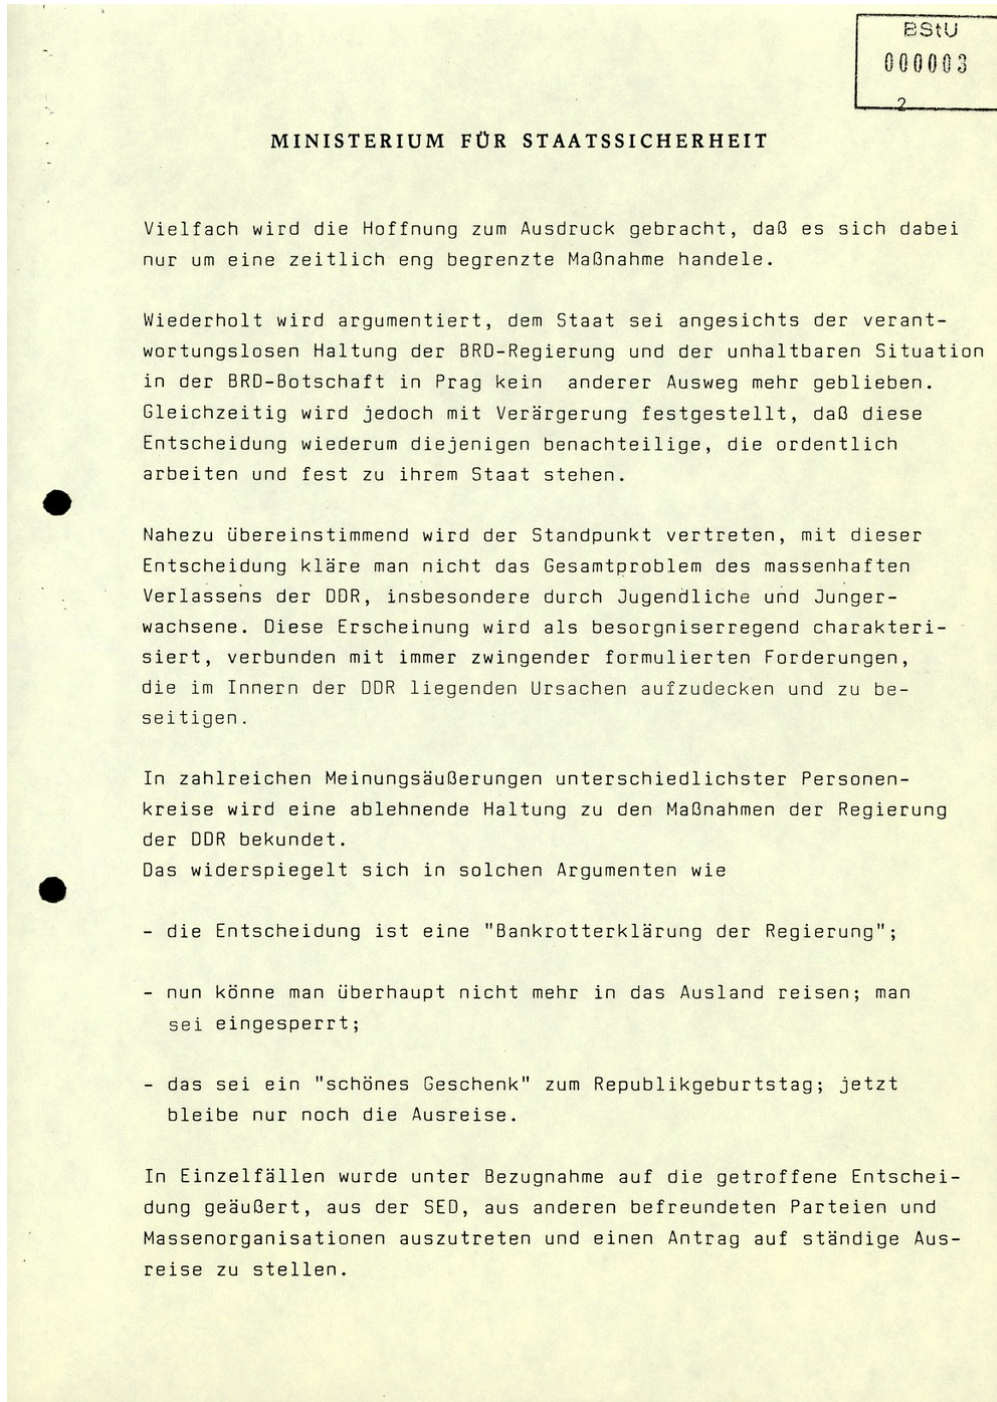 BStU
000003
2
MINISTERIUM FÜR STAATSSICHERHEIT
Vielfach wird die Hoffnung zum Ausdruck gebracht, daß es sich dabei
nur um eine zeitlich eng begrenzte Maßnahme handele.
Wiederholt wird argumentiert, dem Staat sei angesichts der verant-
wortungslosen Haltung der BRD-Regierung und der unhaltbaren Situation
in der BRD-Botschaft in Prag kein anderer Ausweg mehr geblieben.
Gleichzeitig wird jedoch mit Verärgerung festgestellt, daß diese
Entscheidung wiederum diejenigen benachteilige, die ordentlich
arbeiten und fest zu ihrem Staat stehen.
Nahezu übereinstimmend wird der Standpunkt vertreten, mit dieser
Entscheidung kläre man nicht das Gesamtproblem des massenhaften
Verlassens der DDR, insbesondere durch Jugendliche und Junger-
wachsene. Diese Erscheinung wird als besorgniserregend charakteri-
siert, verbunden mit immer zwingender formulierten Forderungen,
die im Innern der DDR liegenden Ursachen aufzudecken und zu be-
seitigen.
In zahlreichen Meinungsäußerungen unterschiedlichster Personen-
kreise wird eine ablehnende Haltung zu den Maßnahmen der Regierung
der DDR bekundet.
Das widerspiegelt sich in solchen Argumenten wie
- die Entscheidung ist eine "Bankrotterklärung der Regierung";
- nun könne man überhaupt nicht mehr in das Ausland reisen; man
sei eingesperrt;
- das sei ein "schönes Geschenk" zum Republikgeburtstag; jetzt
bleibe nur noch die Ausreise.
In Einzelfällen wurde unter Bezugnahme auf die getroffene Entschei-
dung geäußert, aus der SED, aus anderen befreundeten Parteien und
Massenorganisationen auszutreten und einen Antrag auf ständige Aus-
reise zu stellen.